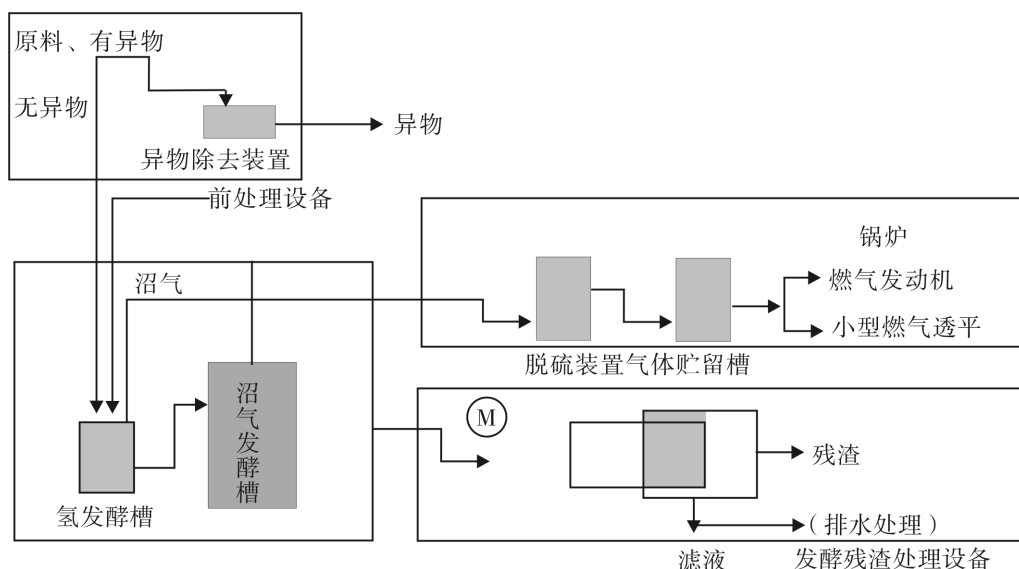 原料、有异物
无异物
异物
异物除去装置
前处理设备
沼气
锅炉
燃气发动机
小型燃气透平
脱硫装置气体贮留槽
沼气发酵槽
氢发酵槽
M
残渣
(排水处理)
滤液
发酵残渣处理设备